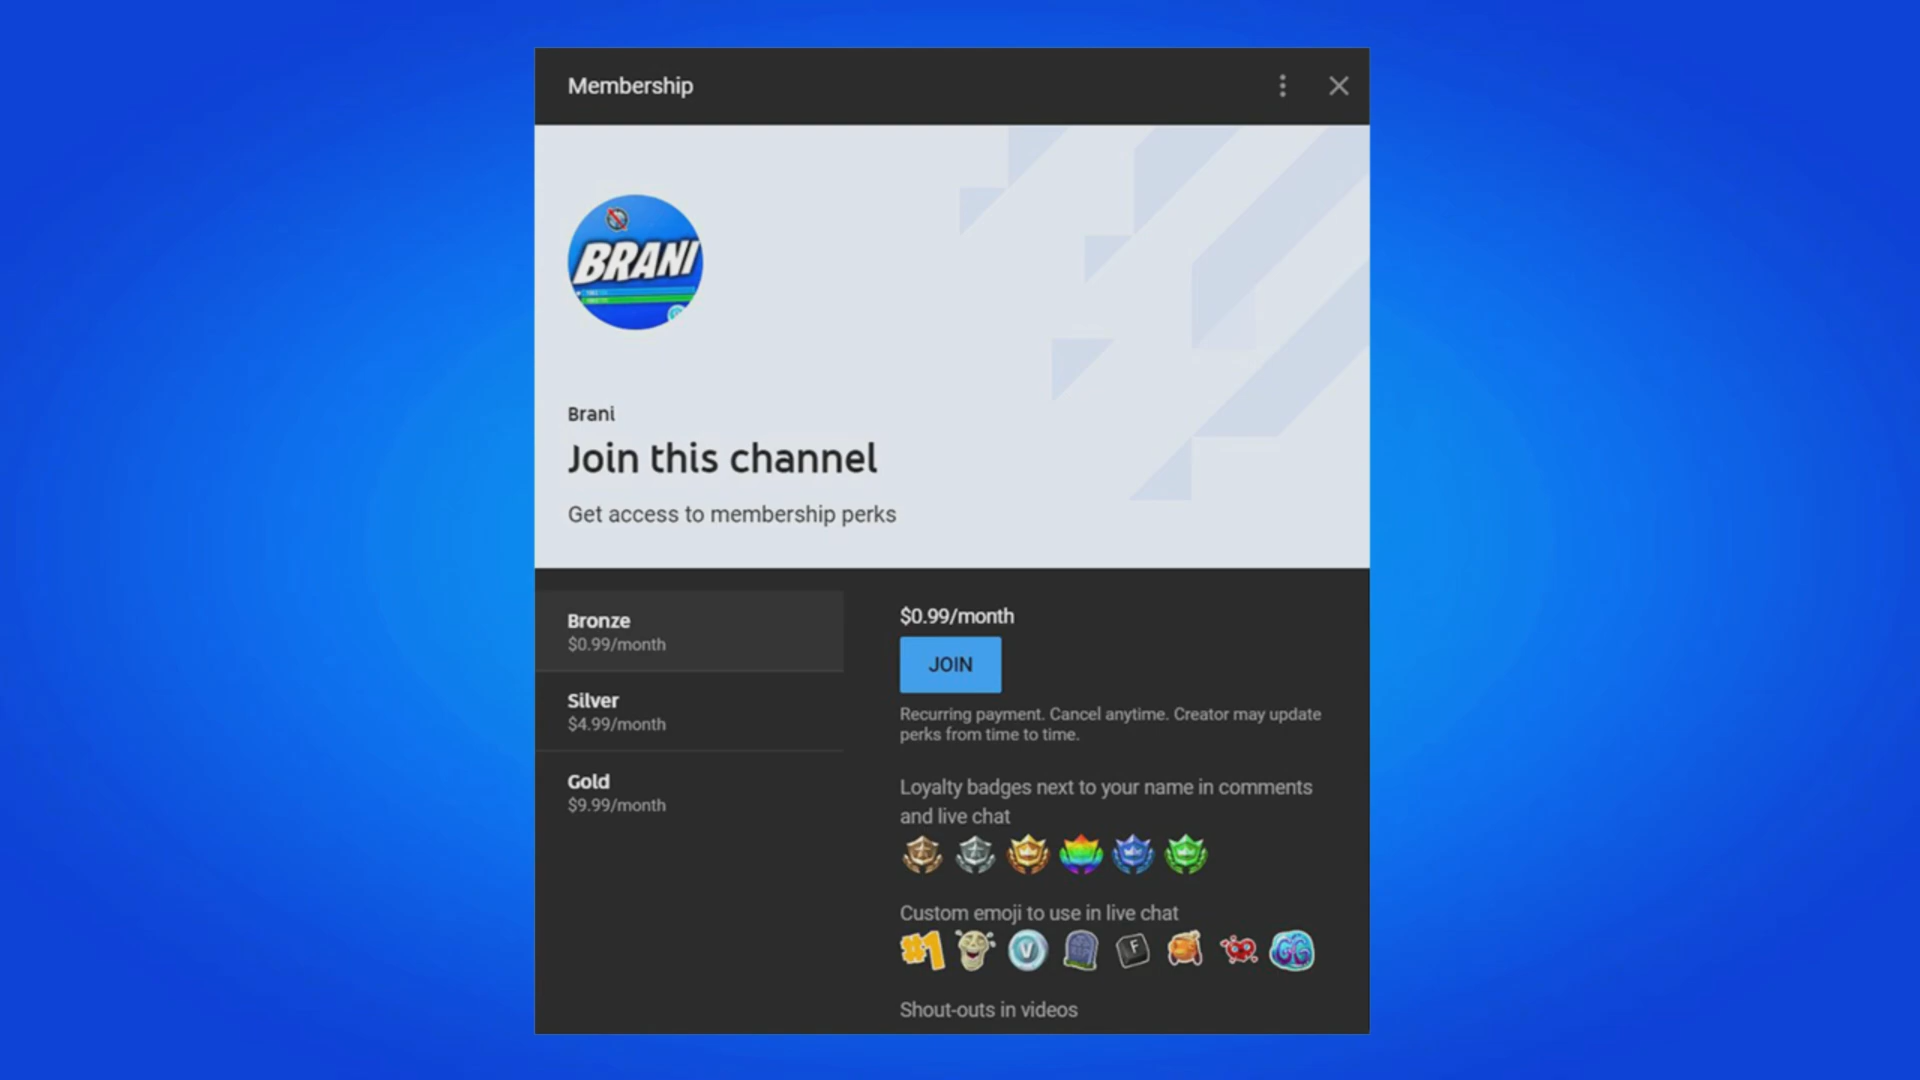 Membership
BRANI
Brani
Join this channel
Get access to membership perks
Bronze
$0.99/month
Silver
$4.99/month
Gold
$9.99/month
$0.99/month
JOIN
Recurring payment. Cancel anytime. Creator may update
perks from time to time.
Loyalty badges next to your name in comments
and live chat
Custom emoji to use in live chat
#1
V
F
GG
Shout-outs in videos